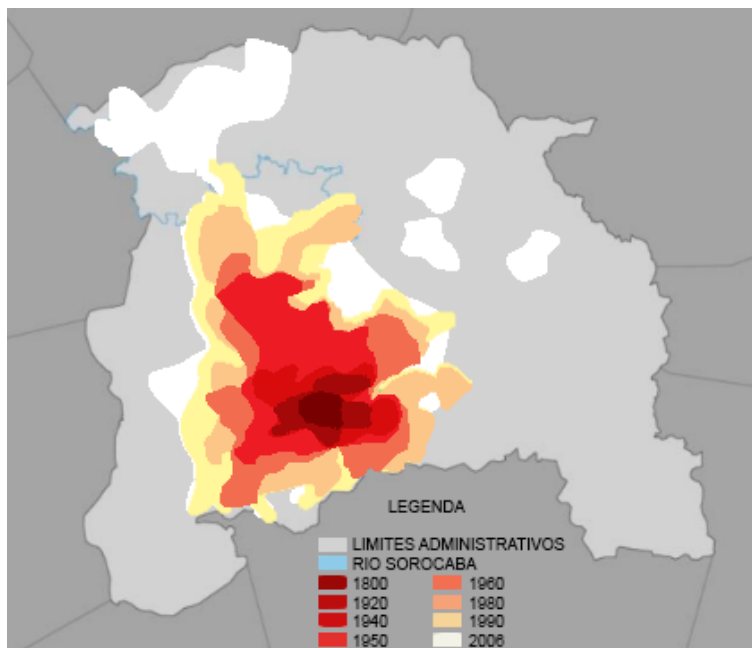 LEGENDA
LIMITES ADMINISTRATIVOS
RIO SOROCABA
1800 1960
1920 1980
1940 1990
1950 2006